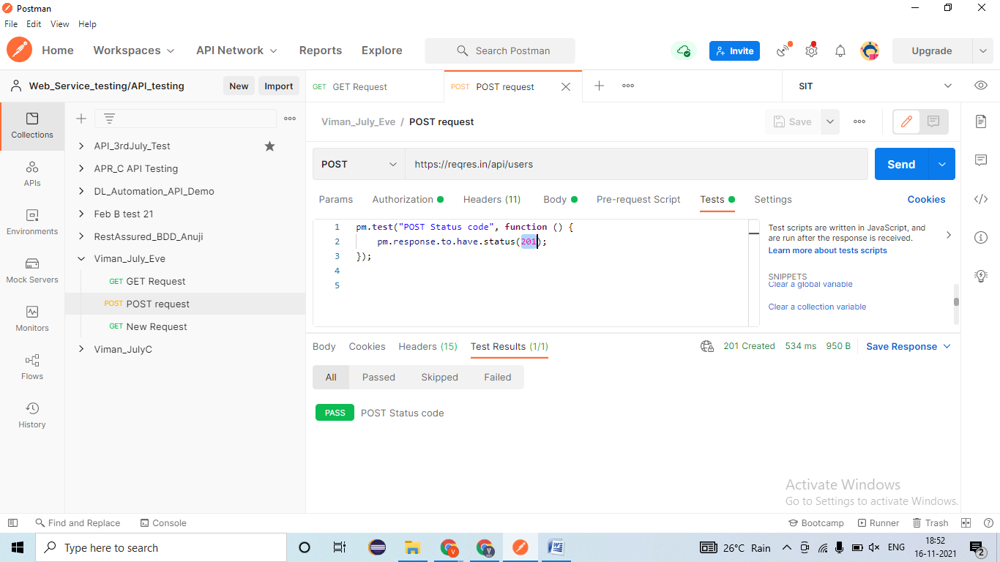 Postman
File Edit View Help
Home Workspaces API Network Reports Explore Search Postman Invite Upgrade
Web_Service_testing/API_testing New Import GET GET Request POST POST request SIT
Collections
APIs
Environments
Mock Servers
Monitors
Flows
History
API_3rdJuly_Test
APR_C API Testing
DL_Automation_API_Demo
Feb B test 21
RestAssured_BDD_Anuji
Viman_July_Eve
GET GET Request
POST POST request
GET New Request
Viman_JulyC
Viman_July_Eve / POST request Save
POST https://reqres.in/api/users Send
Params Authorization Headers (11) Body Pre-request Script Tests Settings Cookies
1 pm.test("POST Status code", function () {
2 pm.response.to.have.status(201);
3 });
4
5
Test scripts are written in JavaScript, and
are run after the response is received.
Learn more about tests scripts
SNIPPETS
Clear a global variable
Clear a collection variable
Body Cookies Headers (15) Test Results (1/1) 201 Created 534 ms 950 B Save Response
All Passed Skipped Failed
PASS POST Status code
Activate Windows
Go to Settings to activate Windows.
Find and Replace Console Bootcamp Runner Trash
Type here to search 26°C Rain ENG 18:52
16-11-2021 2